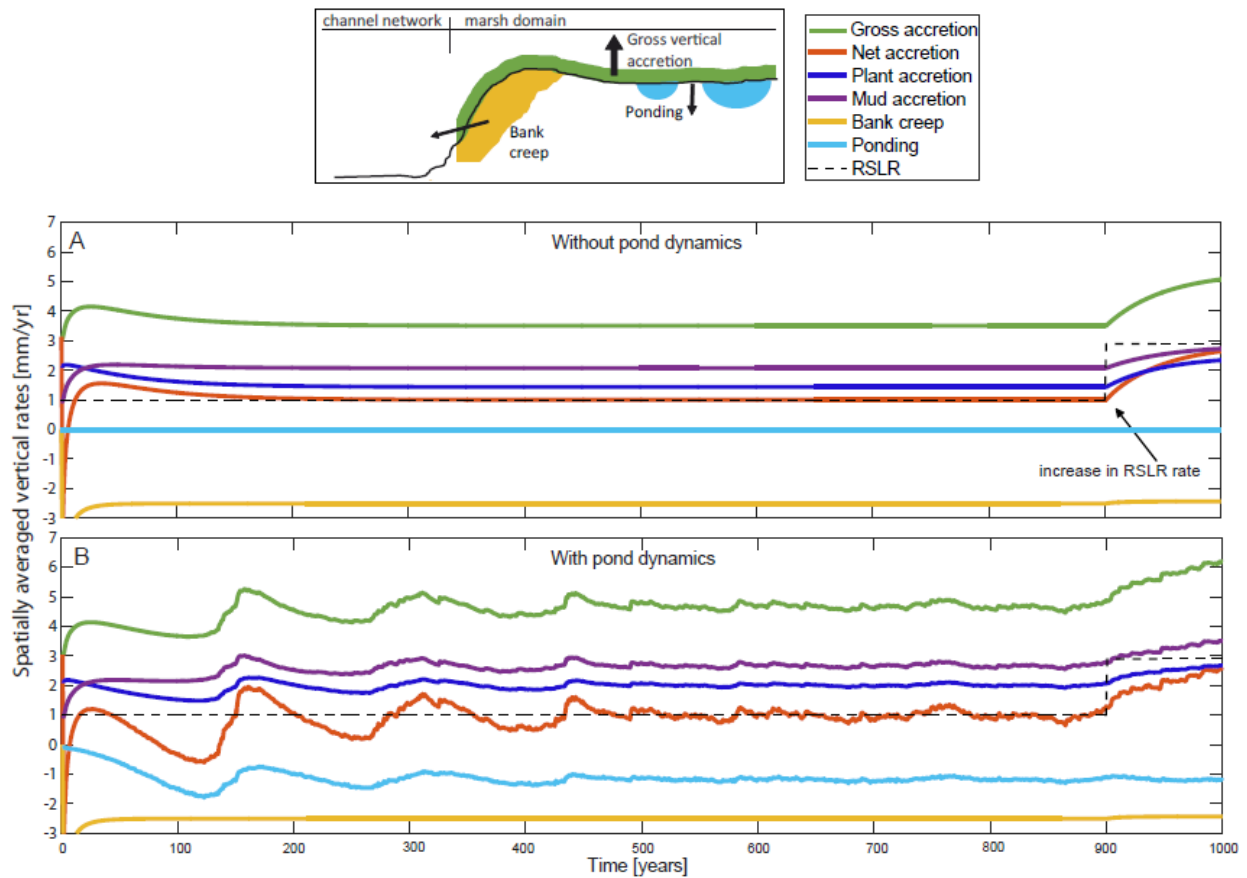 channel network
marsh domain
Gross vertical
accretion
Ponding
Bank
creep
Gross accretion
Net accretion
Plant accretion
Mud accretion
Bank creep
Ponding
RSLR
Spatially averaged vertical rates [mm/yr]
A
Without pond dynamics
7
6
5
4
3
2
1
0
-1
-2
-3
increase in RSLR rate
B
With pond dynamics
7
6
5
4
3
2
1
0
-1
-2
-3
0 100 200 300 400 500 600 700 800 900 1000
Time [years]